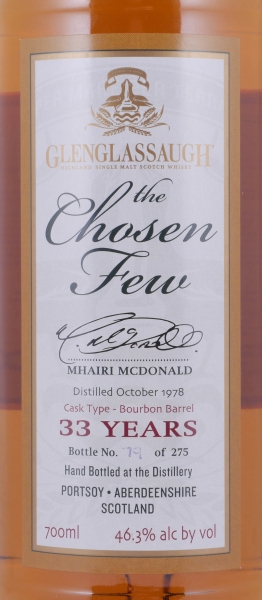 GLENGLASSAUGH
HIGHLAND SINGLE MALT SCOTCH WHISKY
the
Chosen
Few
MHAIRI MCDONALD
Distilled October 1978
Cask Type - Bourbon Barrel
33 YEARS
Bottle No. 79 of 275
Hand Bottled at the Distillery
PORTSOY • ABERDEENSHIRE
SCOTLAND
700ml 46.3% alc by vol